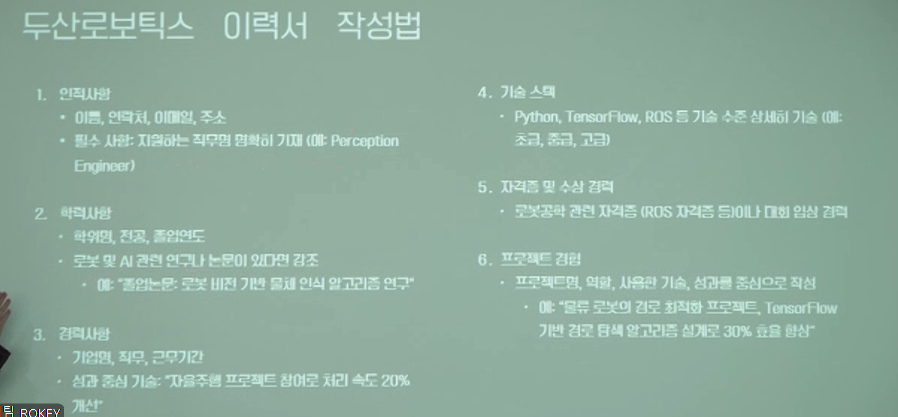 두산로보틱스 이력서 작성법
1. 인적사항
• 이름, 연락처, 이메일, 주소
• 필수 사항: 지원하는 직무명 명확히 기재 (예: Perception
Engineer)
2. 학력사항
• 학위명, 전공, 졸업연도
• 로봇 및 AI 관련 연구나 논문이 있다면 강조
• 예: "졸업논문: 로봇 비전 기반 물체 인식 알고리즘 연구"
3. 경력사항
• 기업명, 직무, 근무기간
• 성과 중심 기술: "자율주행 프로젝트 참여로 처리 속도 20%
개선"
4. 기술 스택
• Python, TensorFlow, ROS 등 기술 수준 상세히 기술 (예:
초급, 중급, 고급)
5. 자격증 및 수상 경력
• 로봇공학 관련 자격증 (ROS 자격증 등)이나 대회 입상 경력
6. 프로젝트 경험
• 프로젝트명, 역할, 사용한 기술, 성과를 중심으로 작성
• 예: "물류 로봇의 경로 최적화 프로젝트, TensorFlow
기반 경로 탐색 알고리즘 설계로 30% 효율 향상"
ROKEY